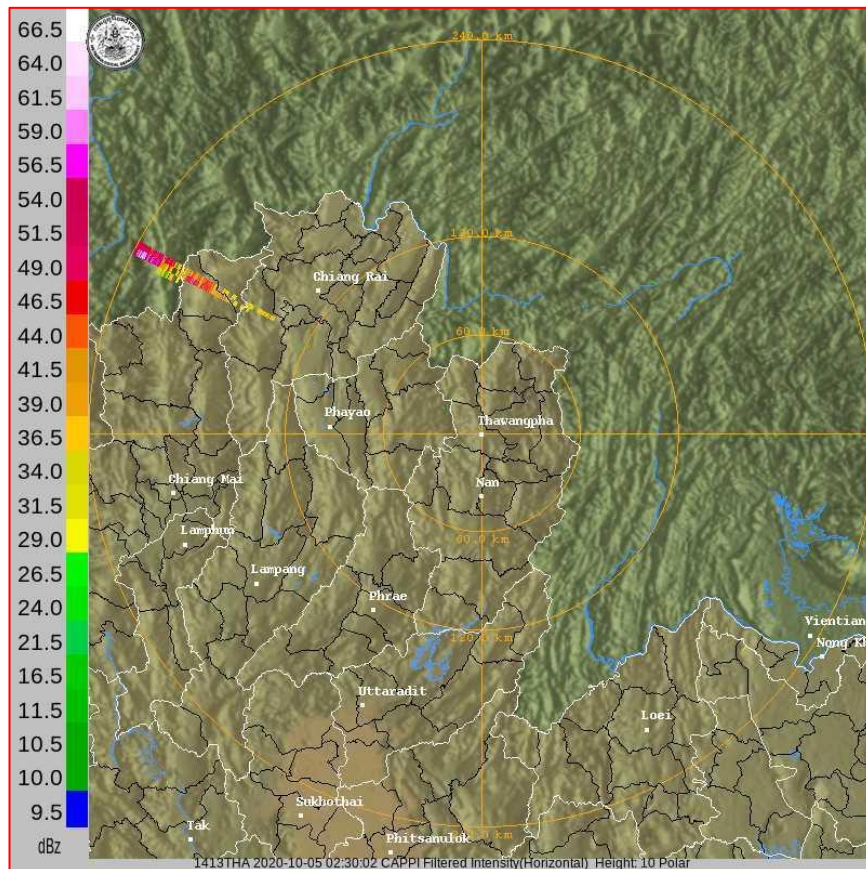 66.5
64.0
61.5
59.0
56.5
54.0
51.5
49.0
46.5
44.0
41.5
39.0
36.5
34.0
31.5
29.0
26.5
24.0
21.5
16.5
11.5
10.5
10.0
9.5
dBz
240.0 km
120.0 km
Chiang Rai
60.0 km
Phayao
Thawangpha
Chiang Mai
Nan
Lamphun
60.0 km
Lampang
Phrae
120.0 km
Vientian
Nong Kh
Uttaradit
Loei
Sukhothai
Tak
Phitsanulok
1413THA 2020-10-05 02:30:02 CAPPI Filtered Intensity(Horizontal) Height: 10 Polar